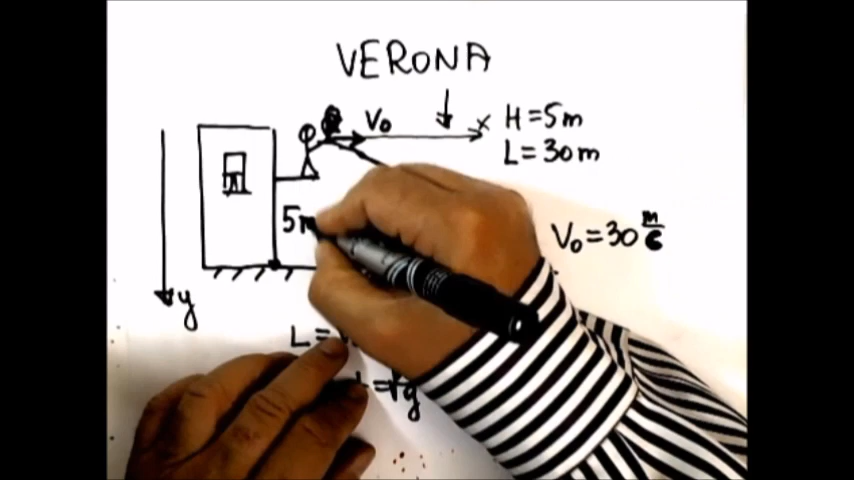 VERONA
V₀
x
H = 5m
L = 30m
5m
V₀ = 30 м/с
y
L =